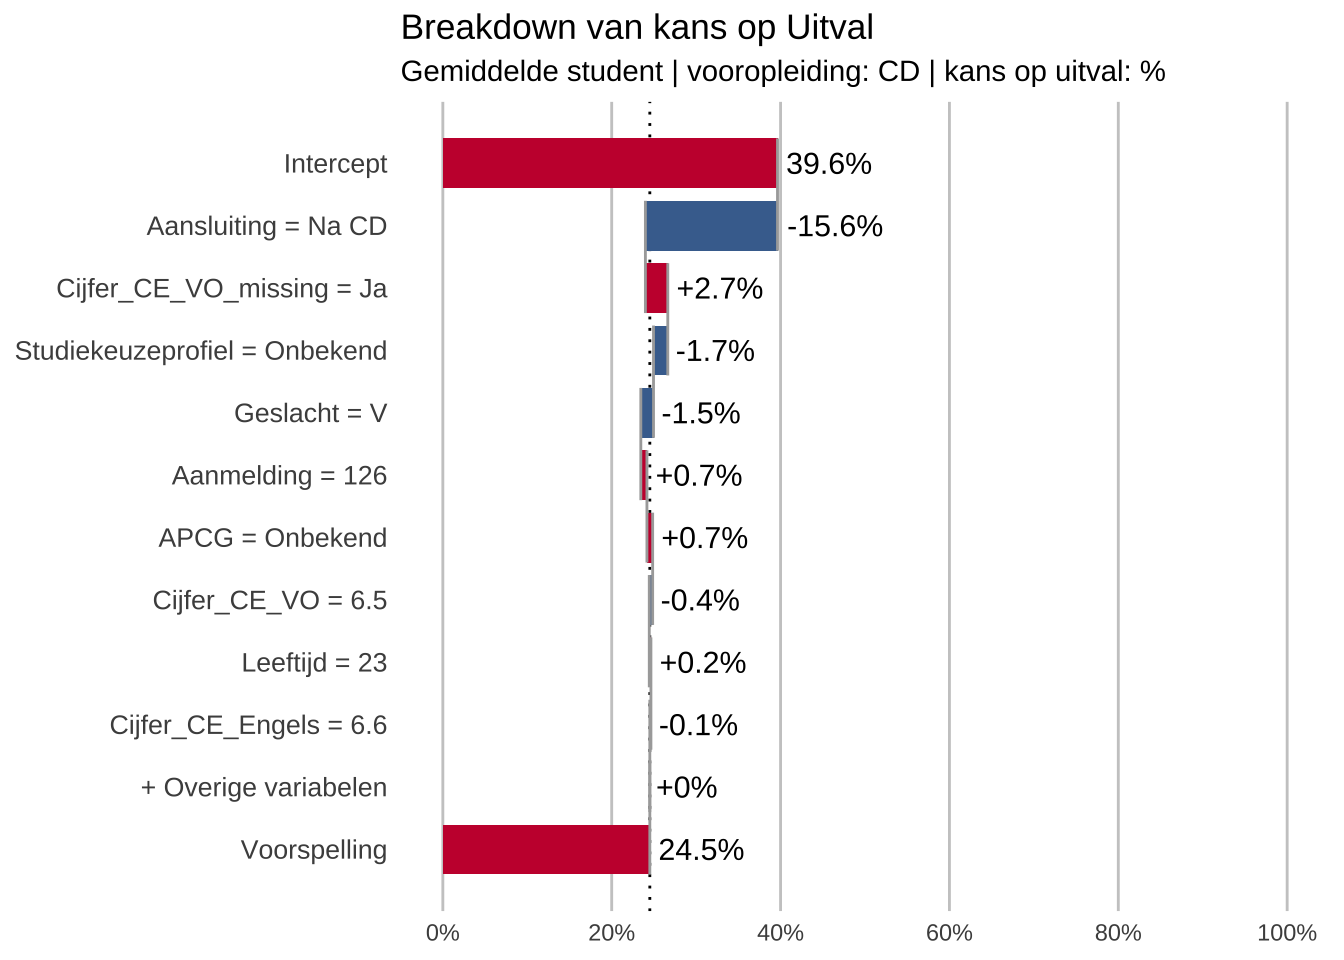 Breakdown van kans op Uitval
Gemiddelde student | vooropleiding: CD | kans op uitval: %
Intercept 39.6%
Aansluiting = Na CD -15.6%
Cijfer_CE_VO_missing = Ja +2.7%
Studiekeuzeprofiel = Onbekend -1.7%
Geslacht = V -1.5%
Aanmelding = 126 +0.7%
APCG = Onbekend +0.7%
Cijfer_CE_VO = 6.5 -0.4%
Leeftijd = 23 +0.2%
Cijfer_CE_Engels = 6.6 -0.1%
+ Overige variabelen +0%
Voorspelling 24.5%
0% 20% 40% 60% 80% 100%